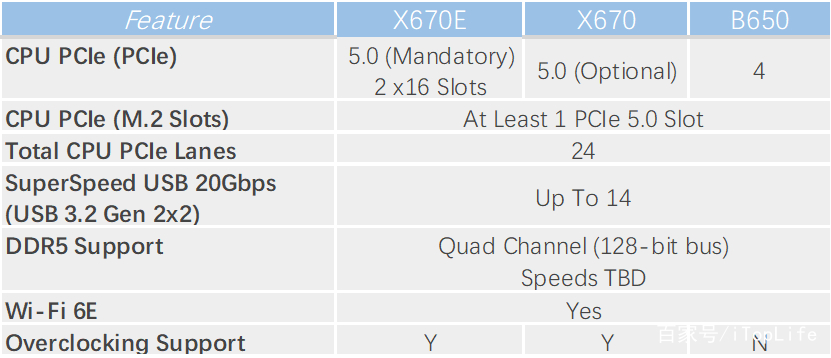 Feature X670E X670 B650
CPU PCIe (PCIe) 5.0 (Mandatory)
2 x16 Slots 5.0 (Optional) 4
CPU PCIe (M.2 Slots) At Least 1 PCIe 5.0 Slot
Total CPU PCIe Lanes 24
SuperSpeed USB 20Gbps
(USB 3.2 Gen 2x2) Up To 14
DDR5 Support Quad Channel (128-bit bus)
Speeds TBD
Wi-Fi 6E Yes
Overclocking Support Y Y N
百家号/iTopLife